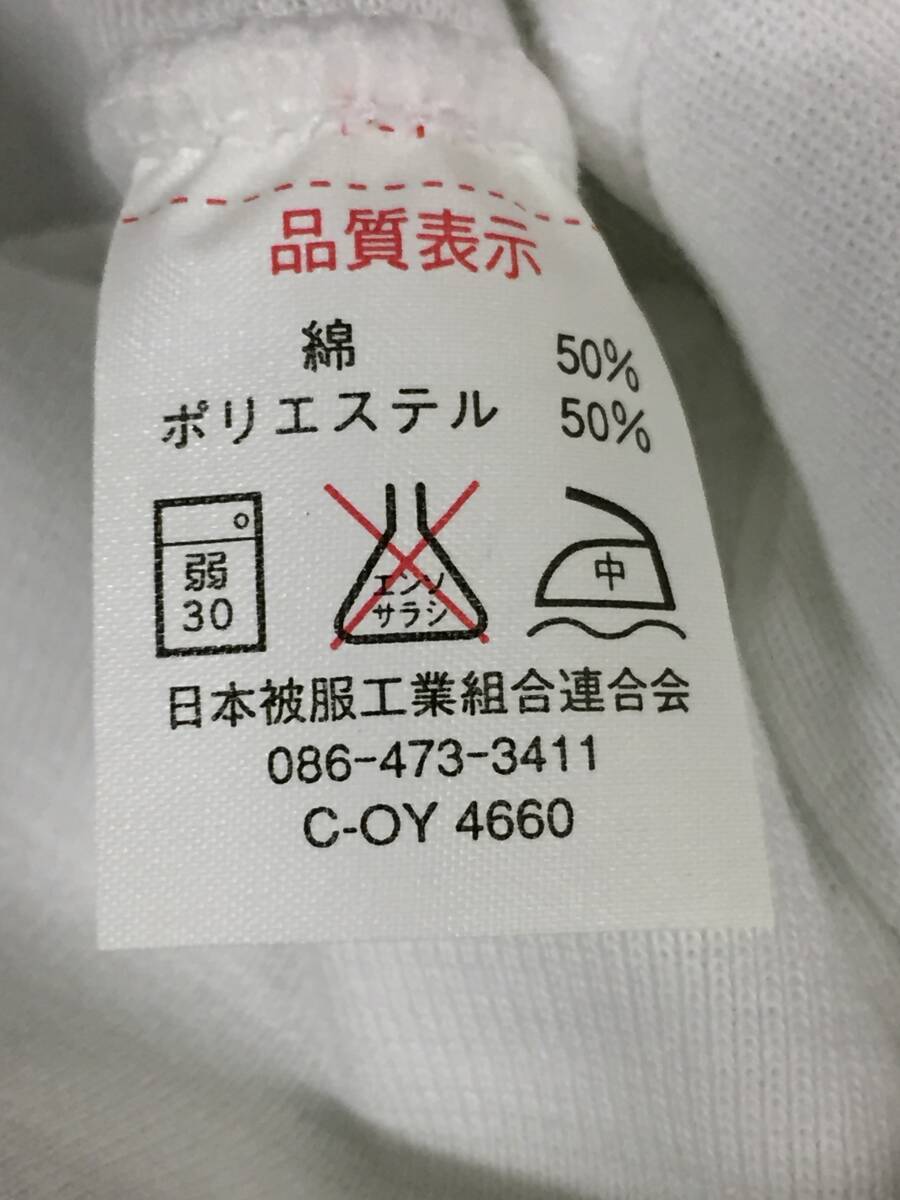 品質表示
綿 50%
ポリエステル 50%
弱
30
エンソ
サラシ
中
日本被服工業組合連合会
086-473-3411
C-OY 4660